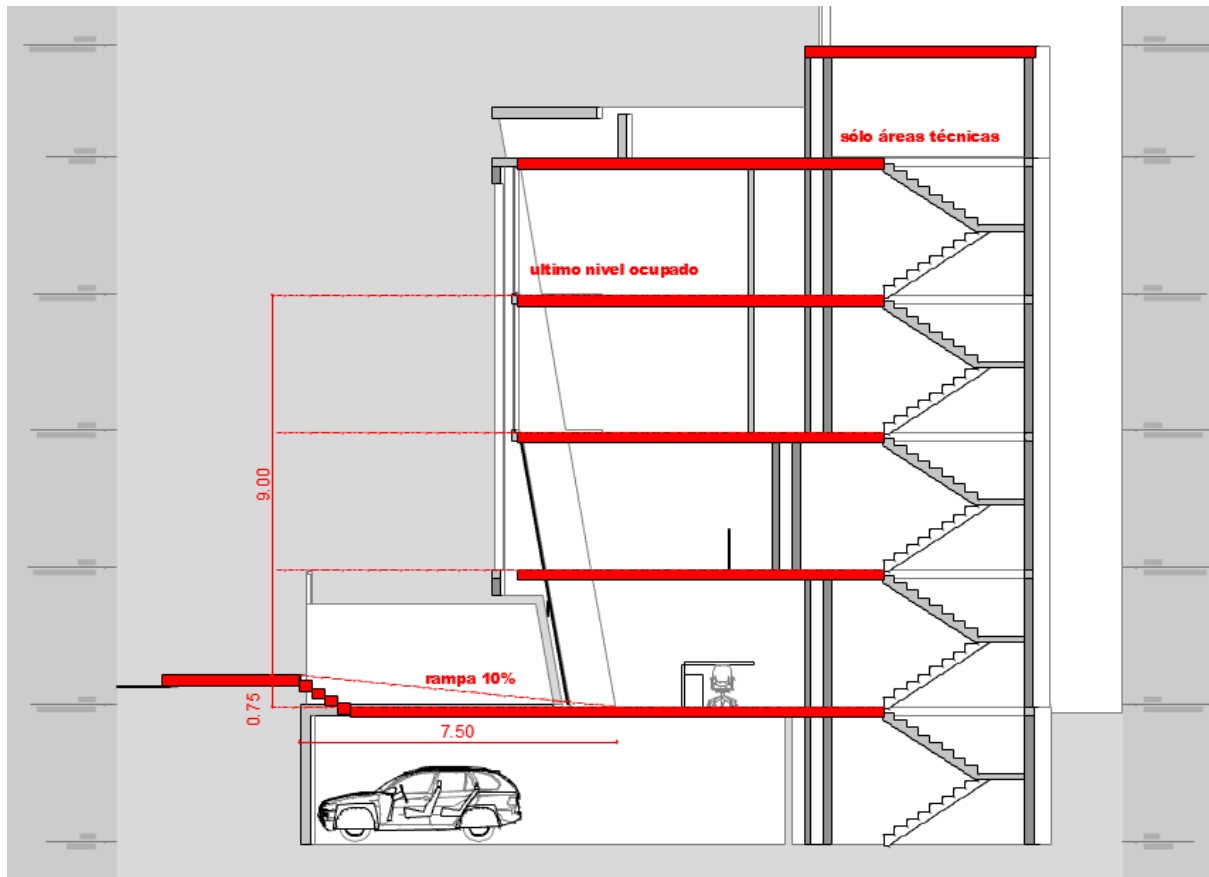 sólo áreas técnicas
ultimo nivel ocupado
9.00
rampa 10%
0.75
7.50